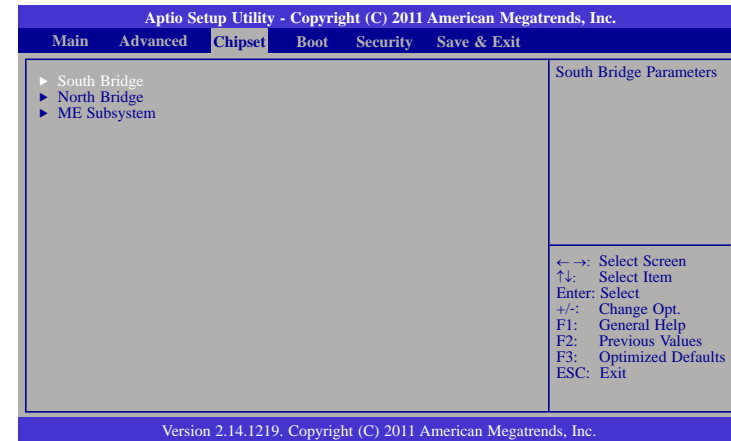 Aptio Setup Utility - Copyright (C) 2011 American Megatrends, Inc.
Main Advanced Chipset Boot Security Save & Exit
► South Bridge
► North Bridge
► ME Subsystem
South Bridge Parameters
←→: Select Screen
↑↓: Select Item
Enter: Select
+/-: Change Opt.
F1: General Help
F2: Previous Values
F3: Optimized Defaults
ESC: Exit
Version 2.14.1219. Copyright (C) 2011 American Megatrends, Inc.